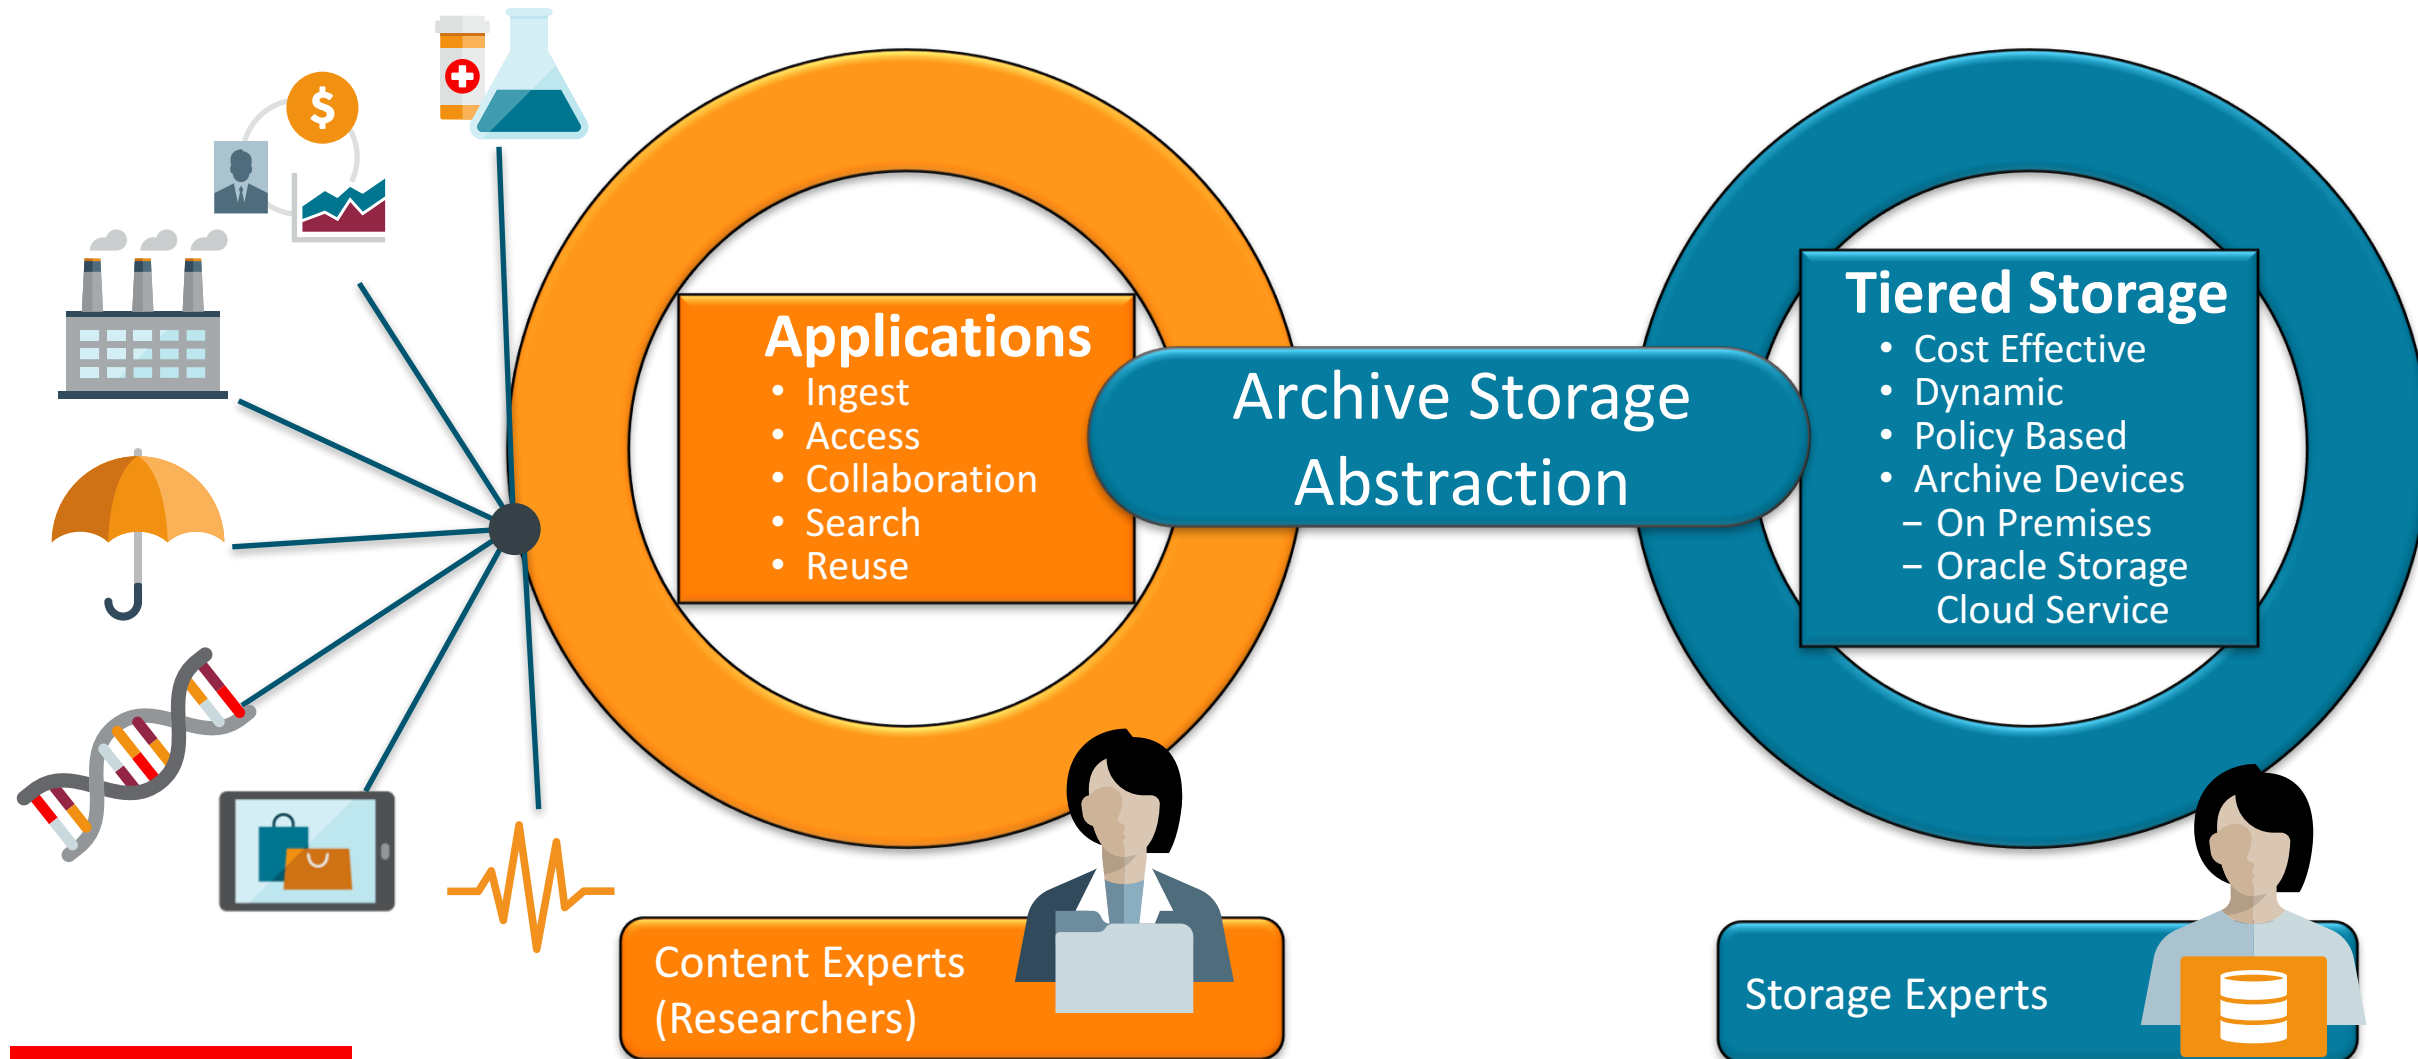 $
Applications
• Ingest
• Access
• Collaboration
• Search
• Reuse
Archive Storage
Abstraction
Tiered Storage
• Cost Effective
• Dynamic
• Policy Based
• Archive Devices
– On Premises
– Oracle Storage
Cloud Service
Content Experts
(Researchers)
Storage Experts